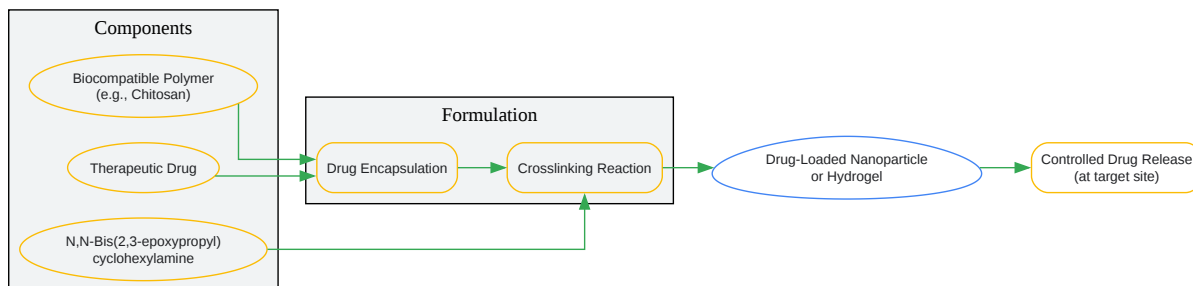 Components
Biocompatible Polymer
(e.g., Chitosan)
Therapeutic Drug
N,N-Bis(2,3-epoxypropyl)
cyclohexylamine
Formulation
Drug Encapsulation
Crosslinking Reaction
Drug-Loaded Nanoparticle
or Hydrogel
Controlled Drug Release
(at target site)